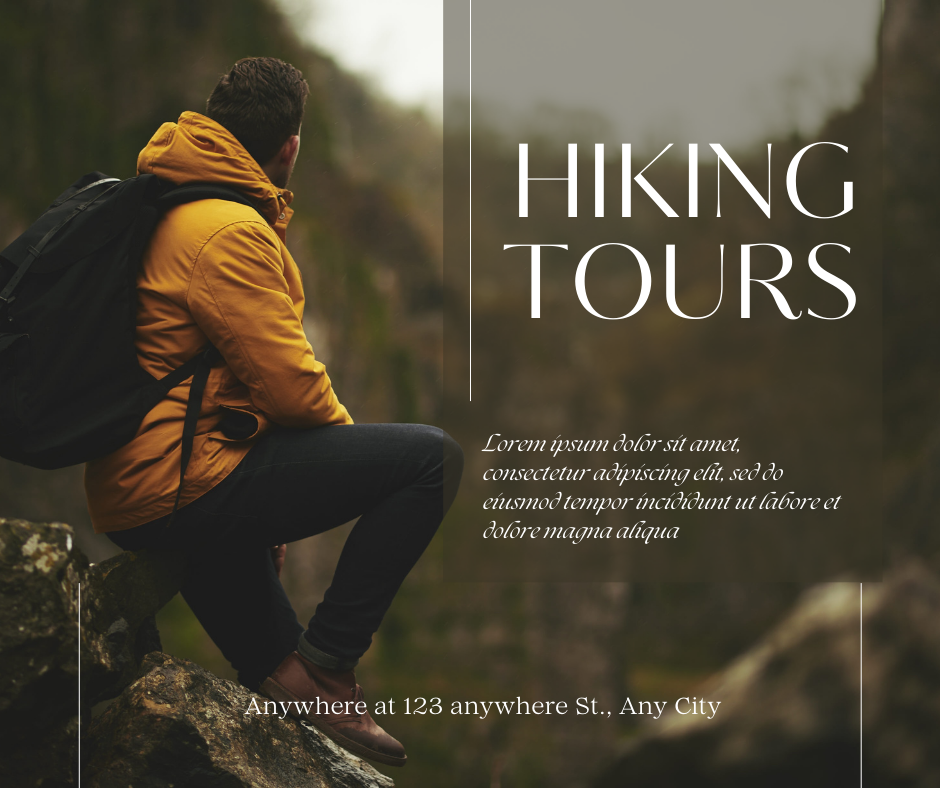 HIKING
TOURS
Lorem ipsum dolor sit amet,
consectetur adipiscing elit, sed do
eiusmod tempor incididunt ut labore et
dolore magna aliqua
Anywhere at 123 anywhere St., Any City